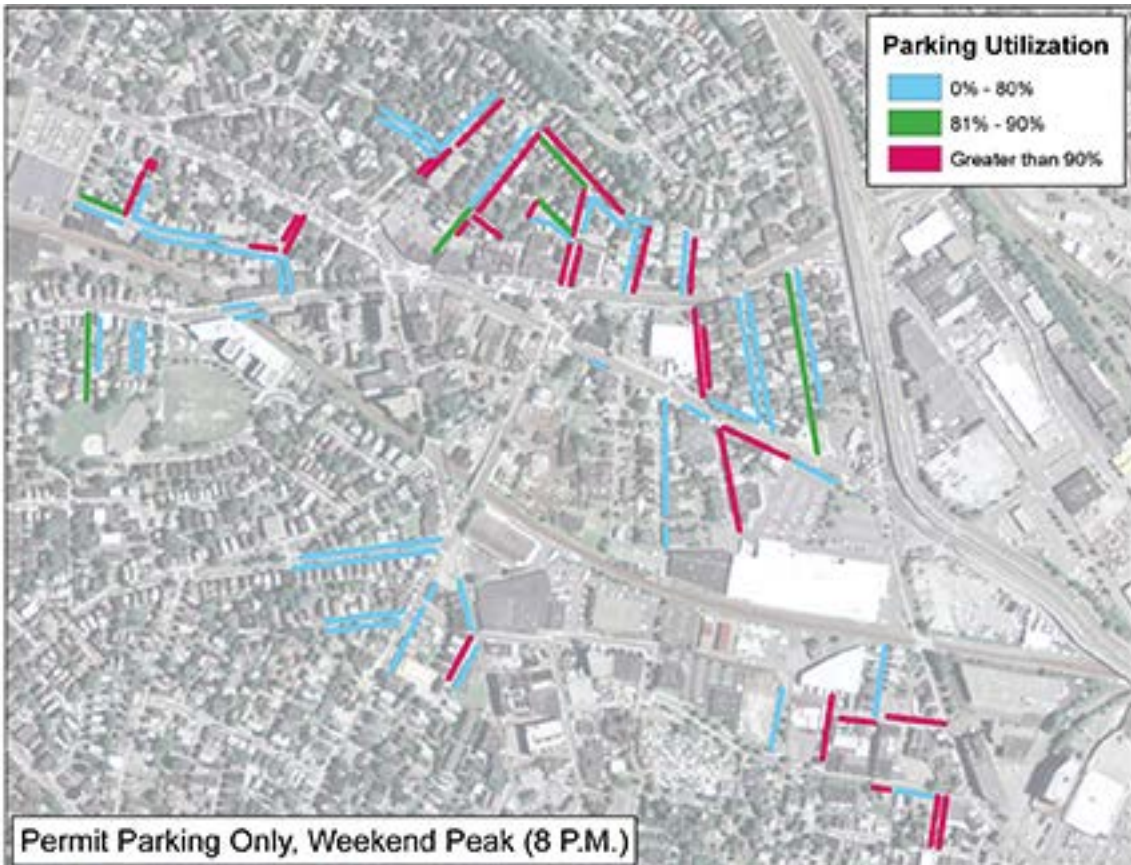 Parking Utilization
0% - 80%
81% - 90%
Greater than 90%
Permit Parking Only, Weekend Peak (8 P.M.)